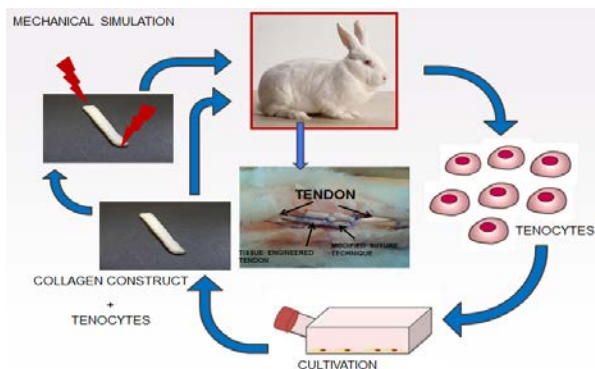 MECHANICAL SIMULATION
TENDON
TISSUE ENGINEERED
TENDON
MODIFIED SUTURE
TECHNIQUE
TENOCYTES
COLLAGEN CONSTRUCT
+
TENOCYTES
CULTIVATION